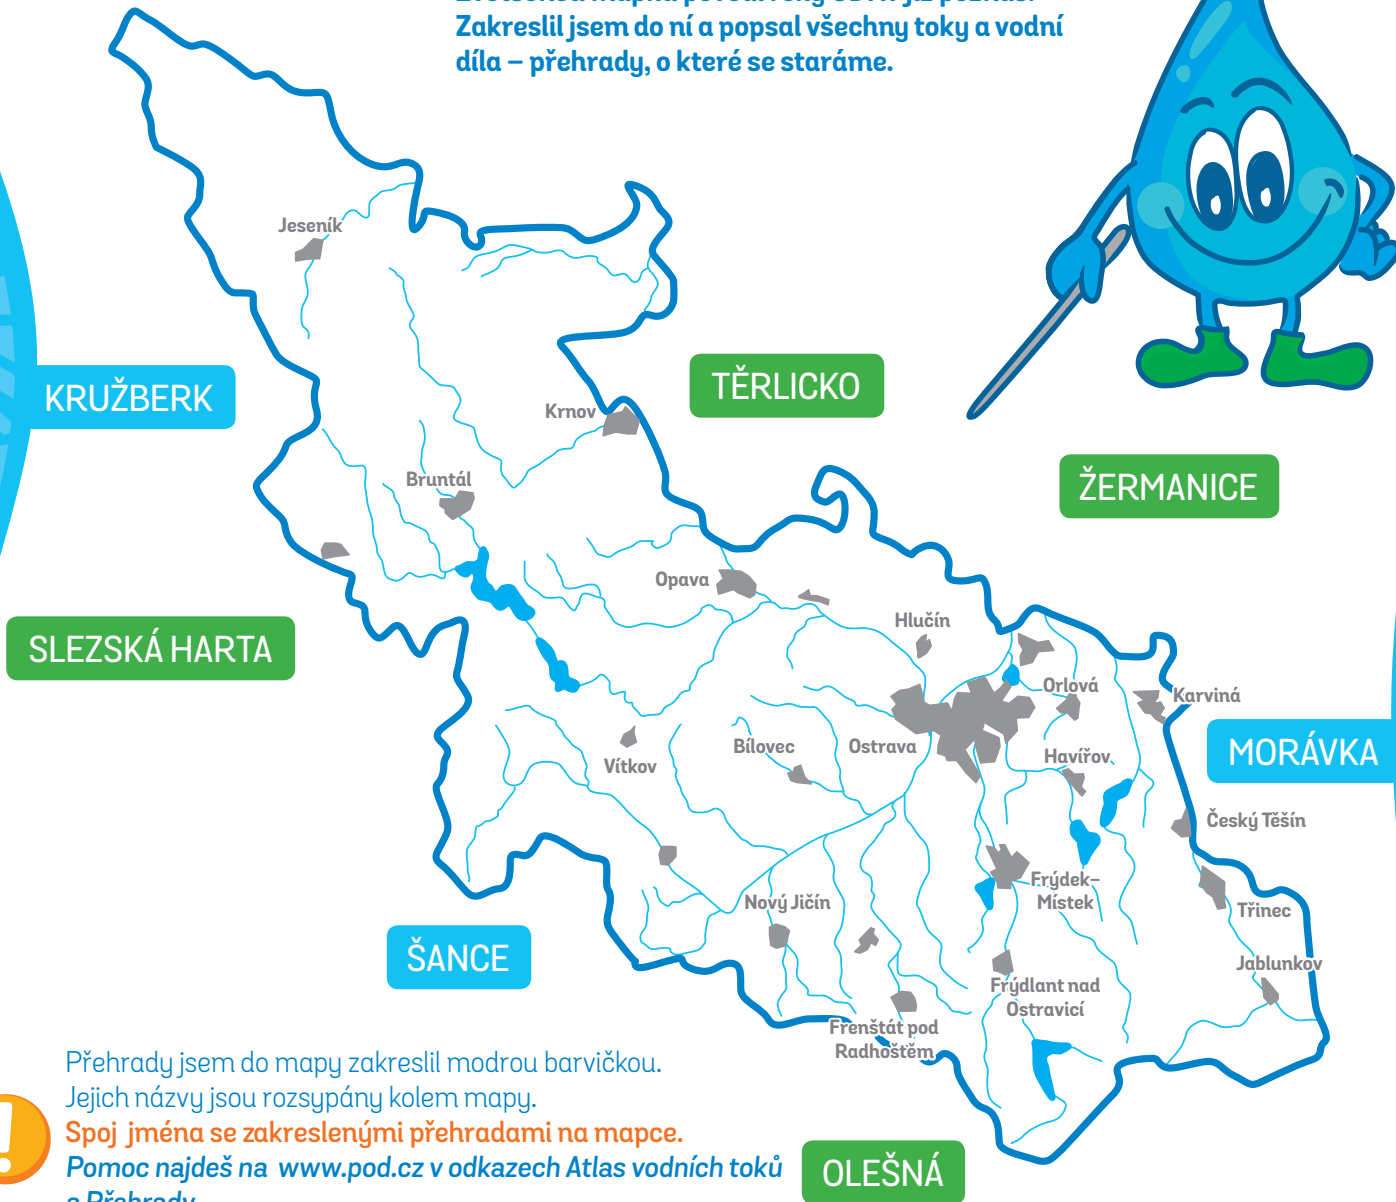 Zakreslil jsem do ní a popsal všechny toky a vodní
díla – přehrady, o které se staráme.
Jeseník
KRUŽBERK
TĚRLICKO
Krnov
ŽERMANICE
Bruntál
Opava
SLEZSKÁ HARTA
Hlučín
Orlová
Karviná
MORÁVKA
Bílovec
Ostrava
Havířov
Vítkov
Český Těšín
Frýdek–
Místek
Nový Jičín
Třinec
ŠANCE
Jablunkov
Frýdlant nad
Ostravicí
Frenštát pod
Radhoštěm
Přehrady jsem do mapy zakreslil modrou barvičkou.
Jejich názvy jsou rozsypány kolem mapy.
!
Spoj jména se zakreslenými přehradami na mapce.
Pomoc najdeš na www.pod.cz v odkazech Atlas vodních toků
a Přehrady
OLEŠNÁ